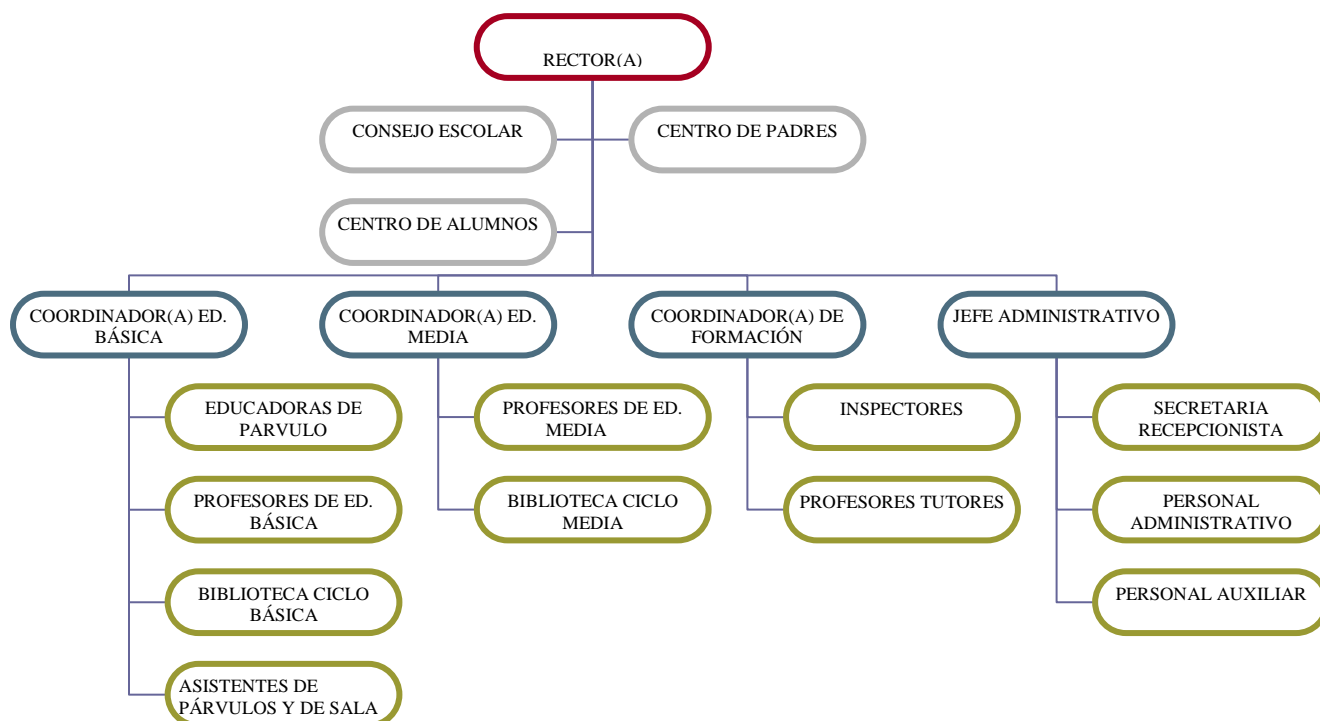 RECTOR(A)
CONSEJO ESCOLAR
CENTRO DE PADRES
CENTRO DE ALUMNOS
COORDINADOR(A) ED.
BÁSICA
COORDINADOR(A) ED.
MEDIA
COORDINADOR(A) DE
FORMACIÓN
JEFE ADMINISTRATIVO
EDUCADORAS DE
PARVULO
PROFESORES DE ED.
MEDIA
INSPECTORES
SECRETARIA
RECEPCIONISTA
PROFESORES DE ED.
BÁSICA
BIBLIOTECA CICLO
MEDIA
PROFESORES TUTORES
PERSONAL
ADMINISTRATIVO
BIBLIOTECA CICLO
BÁSICA
PERSONAL AUXILIAR
ASISTENTES DE
PÁRVULOS Y DE SALA